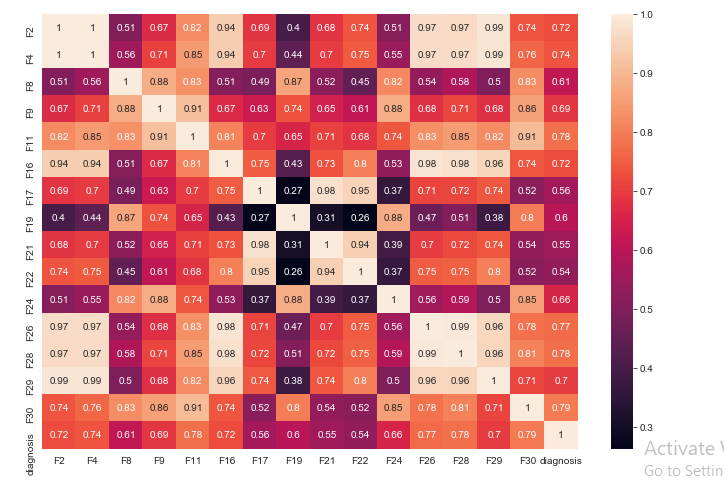 F2 1 1 0.51 0.67 0.82 0.94 0.69 0.4 0.68 0.74 0.51 0.97 0.97 0.99 0.74 0.72
F4 1 1 0.56 0.71 0.85 0.94 0.7 0.44 0.7 0.75 0.55 0.97 0.97 0.99 0.76 0.74
F8 0.51 0.56 1 0.88 0.83 0.51 0.49 0.87 0.52 0.45 0.82 0.54 0.58 0.5 0.83 0.61
F9 0.67 0.71 0.88 1 0.91 0.67 0.63 0.74 0.65 0.61 0.88 0.68 0.71 0.68 0.86 0.69
F11 0.82 0.85 0.83 0.91 1 0.81 0.7 0.65 0.71 0.68 0.74 0.83 0.85 0.82 0.91 0.78
F16 0.94 0.94 0.51 0.67 0.81 1 0.75 0.43 0.73 0.8 0.53 0.98 0.98 0.96 0.74 0.72
F17 0.69 0.7 0.49 0.63 0.7 0.75 1 0.27 0.98 0.95 0.37 0.71 0.72 0.74 0.52 0.56
F19 0.4 0.44 0.87 0.74 0.65 0.43 0.27 1 0.31 0.26 0.88 0.47 0.51 0.38 0.8 0.6
F21 0.68 0.7 0.52 0.65 0.71 0.73 0.98 0.31 1 0.94 0.39 0.7 0.72 0.74 0.54 0.55
F22 0.74 0.75 0.45 0.61 0.68 0.8 0.95 0.26 0.94 1 0.37 0.75 0.75 0.8 0.52 0.54
F24 0.51 0.55 0.82 0.88 0.74 0.53 0.37 0.88 0.39 0.37 1 0.56 0.59 0.5 0.85 0.66
F26 0.97 0.97 0.54 0.68 0.83 0.98 0.71 0.47 0.7 0.75 0.56 1 0.99 0.96 0.78 0.77
F28 0.97 0.97 0.58 0.71 0.85 0.98 0.72 0.51 0.72 0.75 0.59 0.99 1 0.96 0.81 0.78
F29 0.99 0.99 0.5 0.68 0.82 0.96 0.74 0.38 0.74 0.8 0.5 0.96 0.96 1 0.71 0.7
F30 0.74 0.76 0.83 0.86 0.91 0.74 0.52 0.8 0.54 0.52 0.85 0.78 0.81 0.71 1 0.79
diagnosis 0.72 0.74 0.61 0.69 0.78 0.72 0.56 0.6 0.55 0.54 0.66 0.77 0.78 0.7 0.79 1
F2 F4 F8 F9 F11 F16 F17 F19 F21 F22 F24 F26 F28 F29 F30 diagnosis
1.0
0.9
0.8
0.7
0.6
0.5
0.4
0.3
Activate
Go to Settin